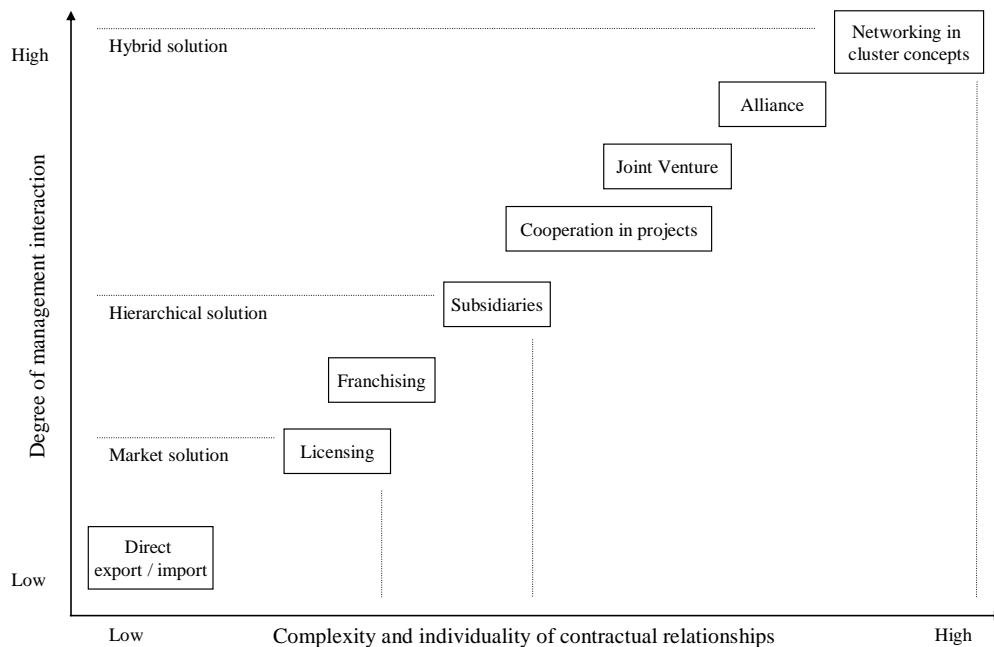 Networking in
cluster concepts
High
Hybrid solution
Alliance
Joint Venture
Cooperation in projects
Degree of management interaction
Subsidiaries
Hierarchical solution
Franchising
Licensing
Market solution
Direct
export / import
Low
Low
Complexity and individuality of contractual relationships
High